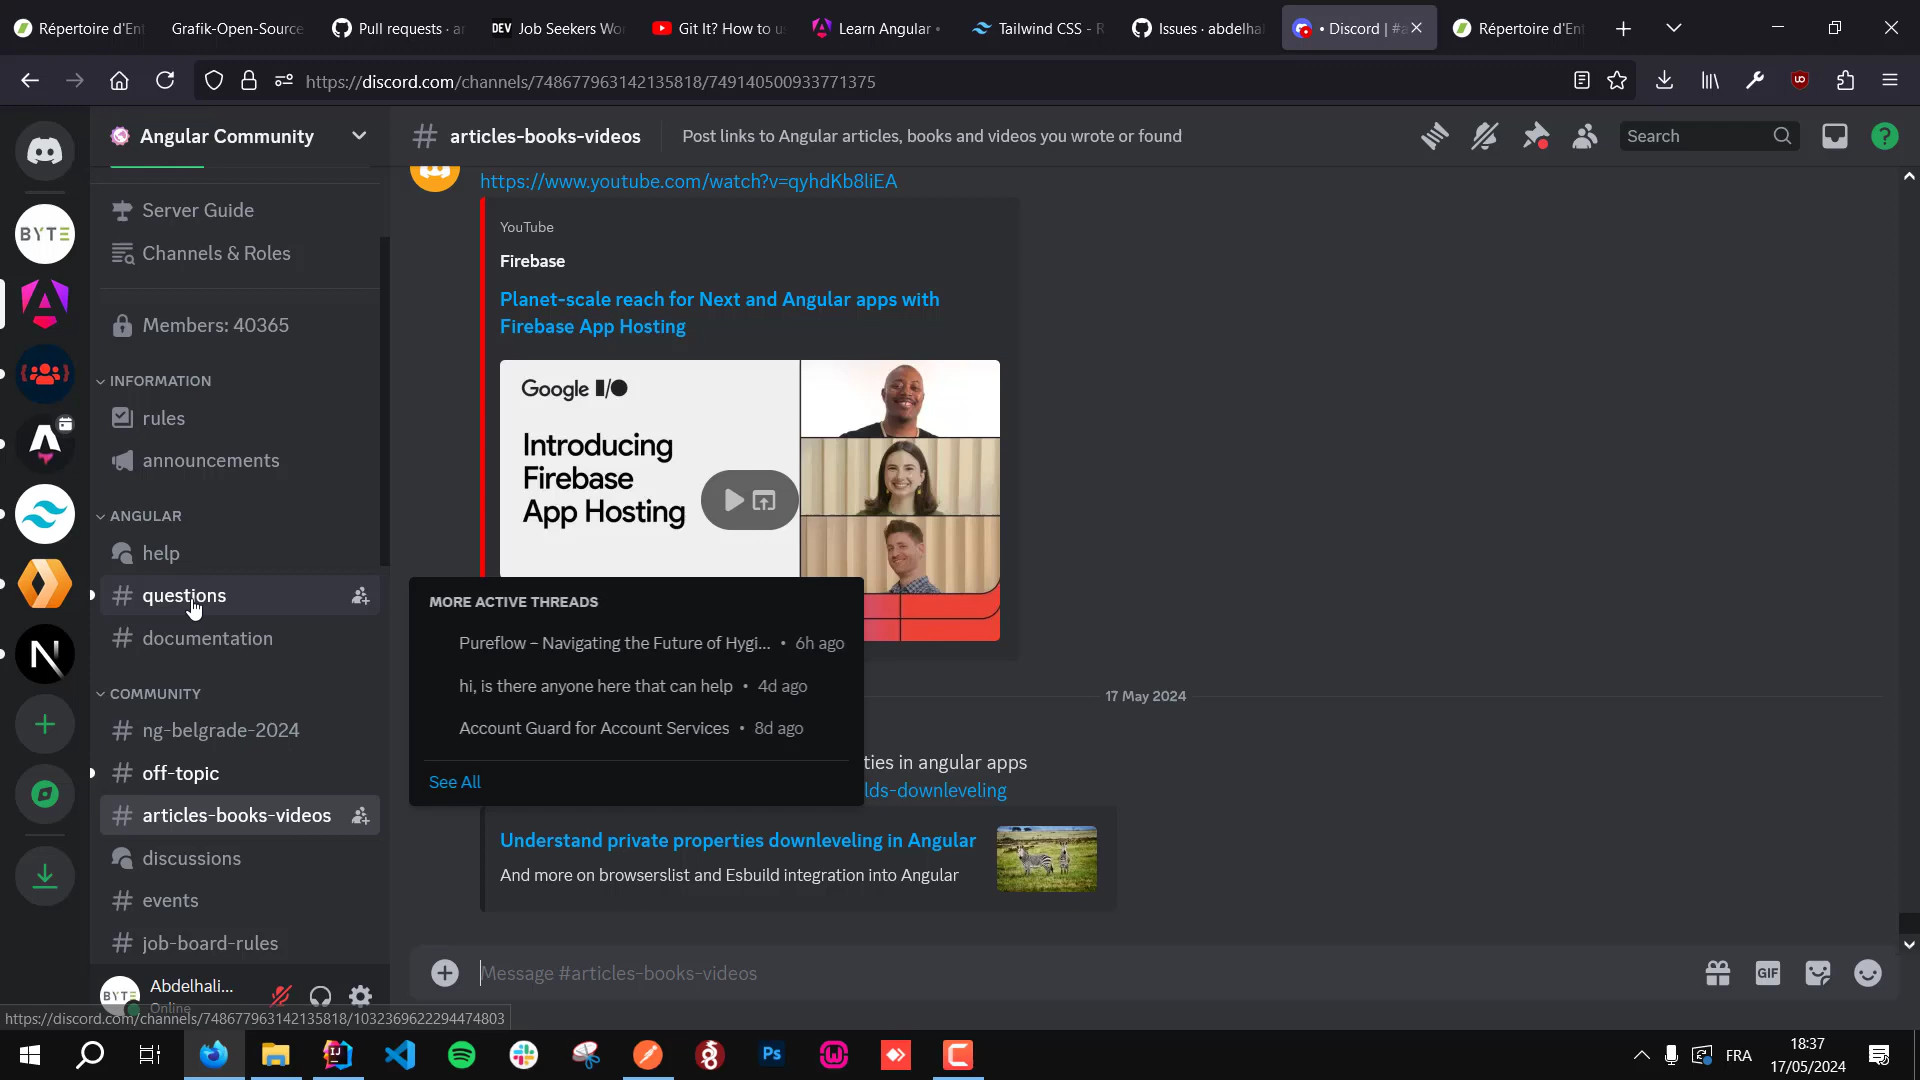 Répertoire d'En
Grafik-Open-Source
Pull requests · ar
DEV Job Seekers Wo
Git It? How to u
Learn Angular •
Tailwind CSS - R
Issues · abdelhal
• Discord | #a
Répertoire d'En
https://discord.com/channels/748677963142135818/749140500933771375
Angular Community
# articles-books-videos
Post links to Angular articles, books and videos you wrote or found
Search
BYTE
Server Guide
Channels & Roles
Members: 40365
INFORMATION
rules
announcements
ANGULAR
help
# questions
# documentation
COMMUNITY
# ng-belgrade-2024
# off-topic
# articles-books-videos
discussions
# events
# job-board-rules
BYTE
Abdelhali...
Online
https://discord.com/channels/748677963142135818/1032369622294474803
https://www.youtube.com/watch?v=qyhdKb8liEA
YouTube
Firebase
Planet-scale reach for Next and Angular apps with
Firebase App Hosting
Google I/O
Introducing
Firebase
App Hosting
MORE ACTIVE THREADS
Pureflow – Navigating the Future of Hygi... • 6h ago
hi, is there anyone here that can help • 4d ago
Account Guard for Account Services • 8d ago
See All
17 May 2024
ties in angular apps
lds-downleveling
Understand private properties downleveling in Angular
And more on browserslist and Esbuild integration into Angular
Message #articles-books-videos
GIF
IJ
Ps
FRA
18:37
17/05/2024